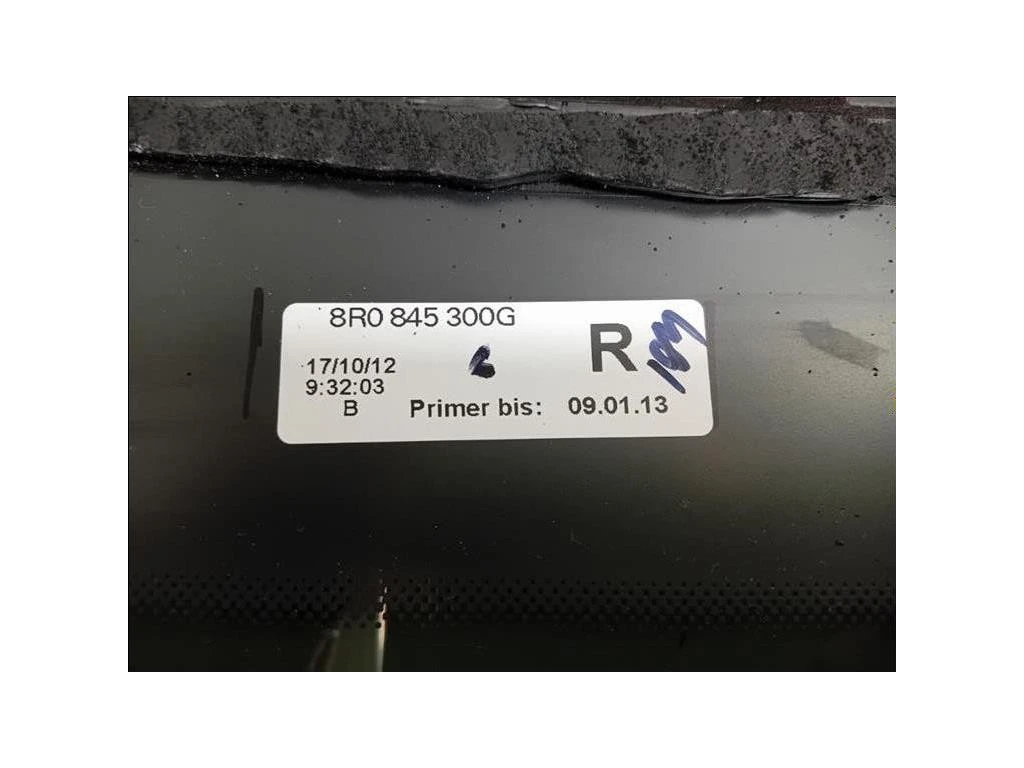 8R0 845 300G
R
17/10/12
9:32:03
B Primer bis: 09.01.13